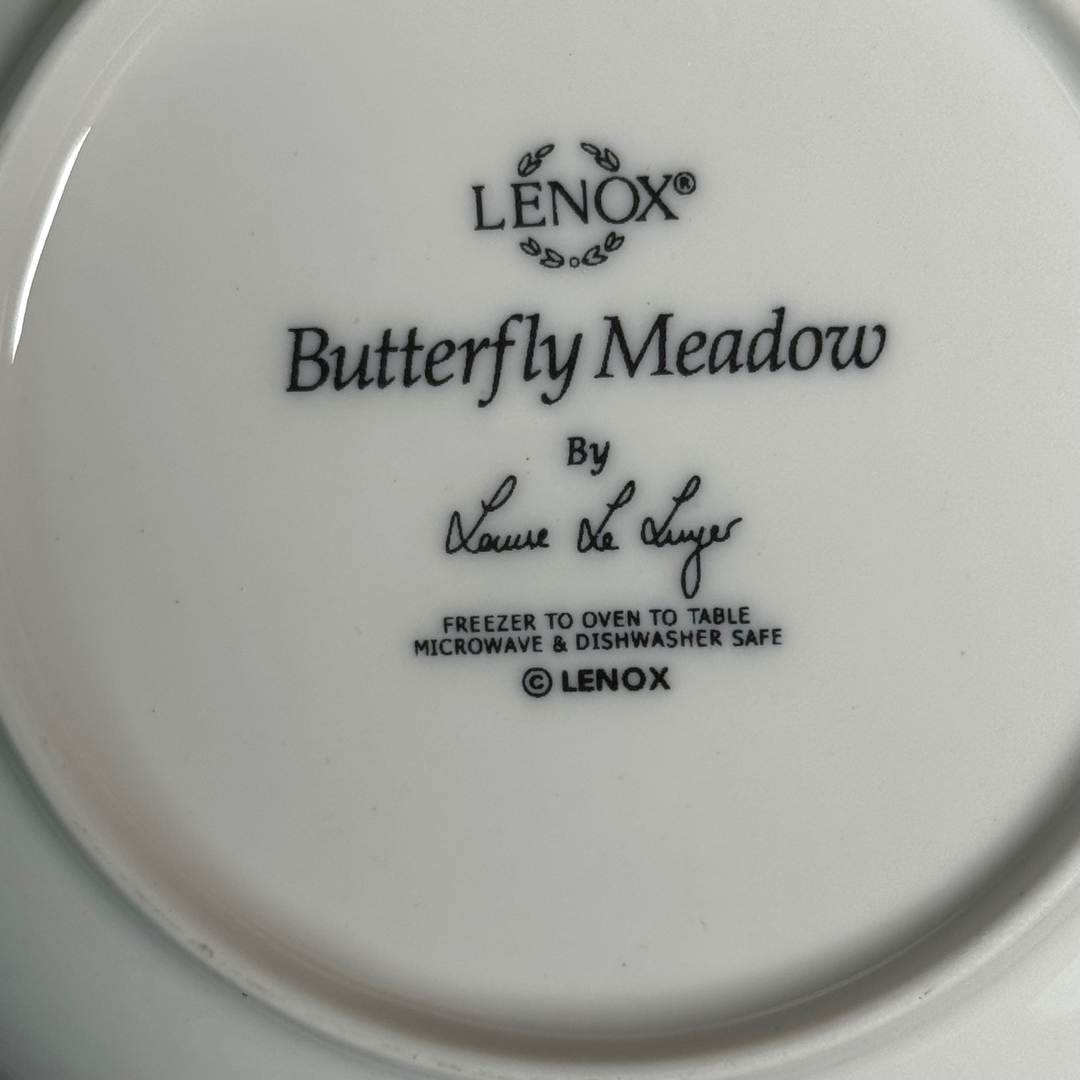 LENOX®
Butterfly Meadow
By
Louise Le Luyer
FREEZER TO OVEN TO TABLE
MICROWAVE & DISHWASHER SAFE
© LENOX